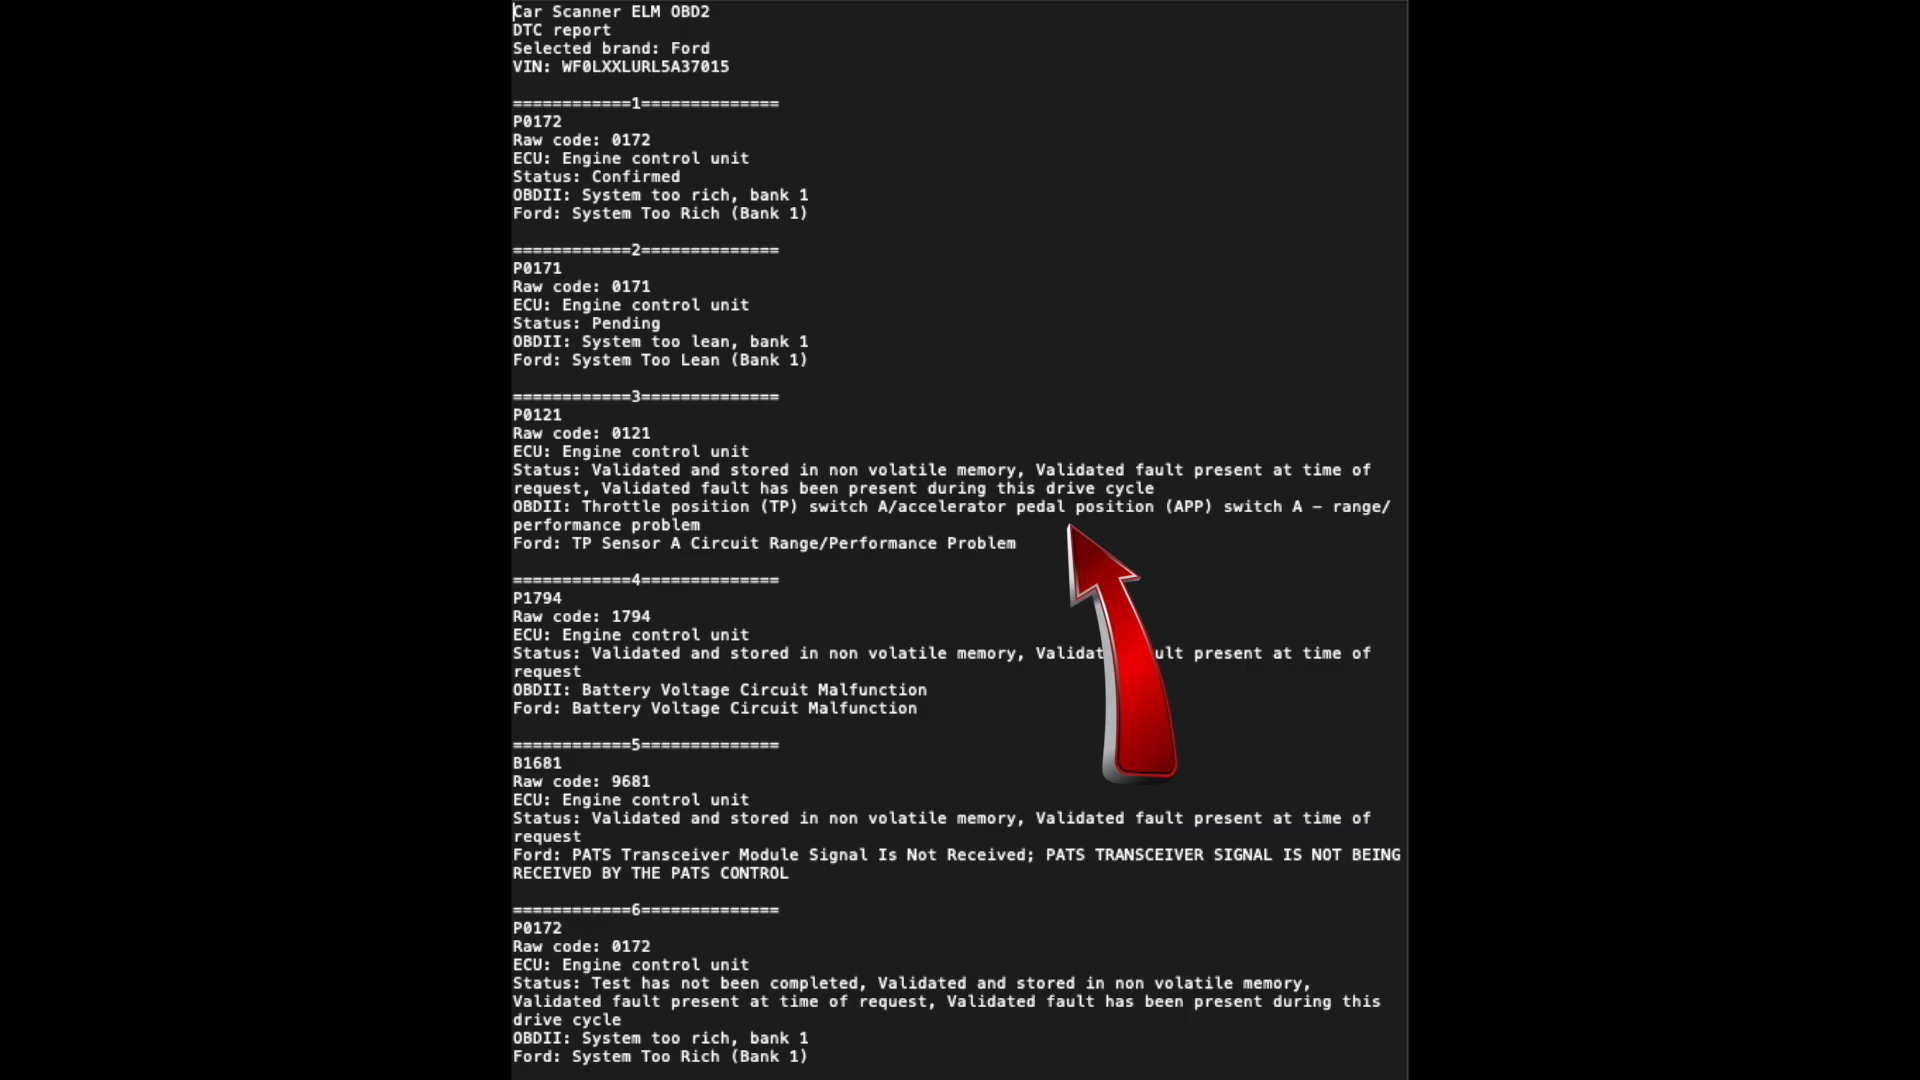 Car Scanner ELM OBD2
DTC report
Selected brand: Ford
VIN: WF0LXXLURL5A37015
============1==============
P0172
Raw code: 0172
ECU: Engine control unit
Status: Confirmed
OBDII: System too rich, bank 1
Ford: System Too Rich (Bank 1)
============2==============
P0171
Raw code: 0171
ECU: Engine control unit
Status: Pending
OBDII: System too lean, bank 1
Ford: System Too Lean (Bank 1)
============3==============
P0121
Raw code: 0121
ECU: Engine control unit
Status: Validated and stored in non volatile memory, Validated fault present at time of
request, Validated fault has been present during this drive cycle
OBDII: Throttle position (TP) switch A/accelerator pedal position (APP) switch A – range/
performance problem
Ford: TP Sensor A Circuit Range/Performance Problem
============4==============
P1794
Raw code: 1794
ECU: Engine control unit
Status: Validated and stored in non volatile memory, Validat ult present at time of
request
OBDII: Battery Voltage Circuit Malfunction
Ford: Battery Voltage Circuit Malfunction
============5==============
B1681
Raw code: 9681
ECU: Engine control unit
Status: Validated and stored in non volatile memory, Validated fault present at time of
request
Ford: PATS Transceiver Module Signal Is Not Received; PATS TRANSCEIVER SIGNAL IS NOT BEING
RECEIVED BY THE PATS CONTROL
============6==============
P0172
Raw code: 0172
ECU: Engine control unit
Status: Test has not been completed, Validated and stored in non volatile memory,
Validated fault present at time of request, Validated fault has been present during this
drive cycle
OBDII: System too rich, bank 1
Ford: System Too Rich (Bank 1)